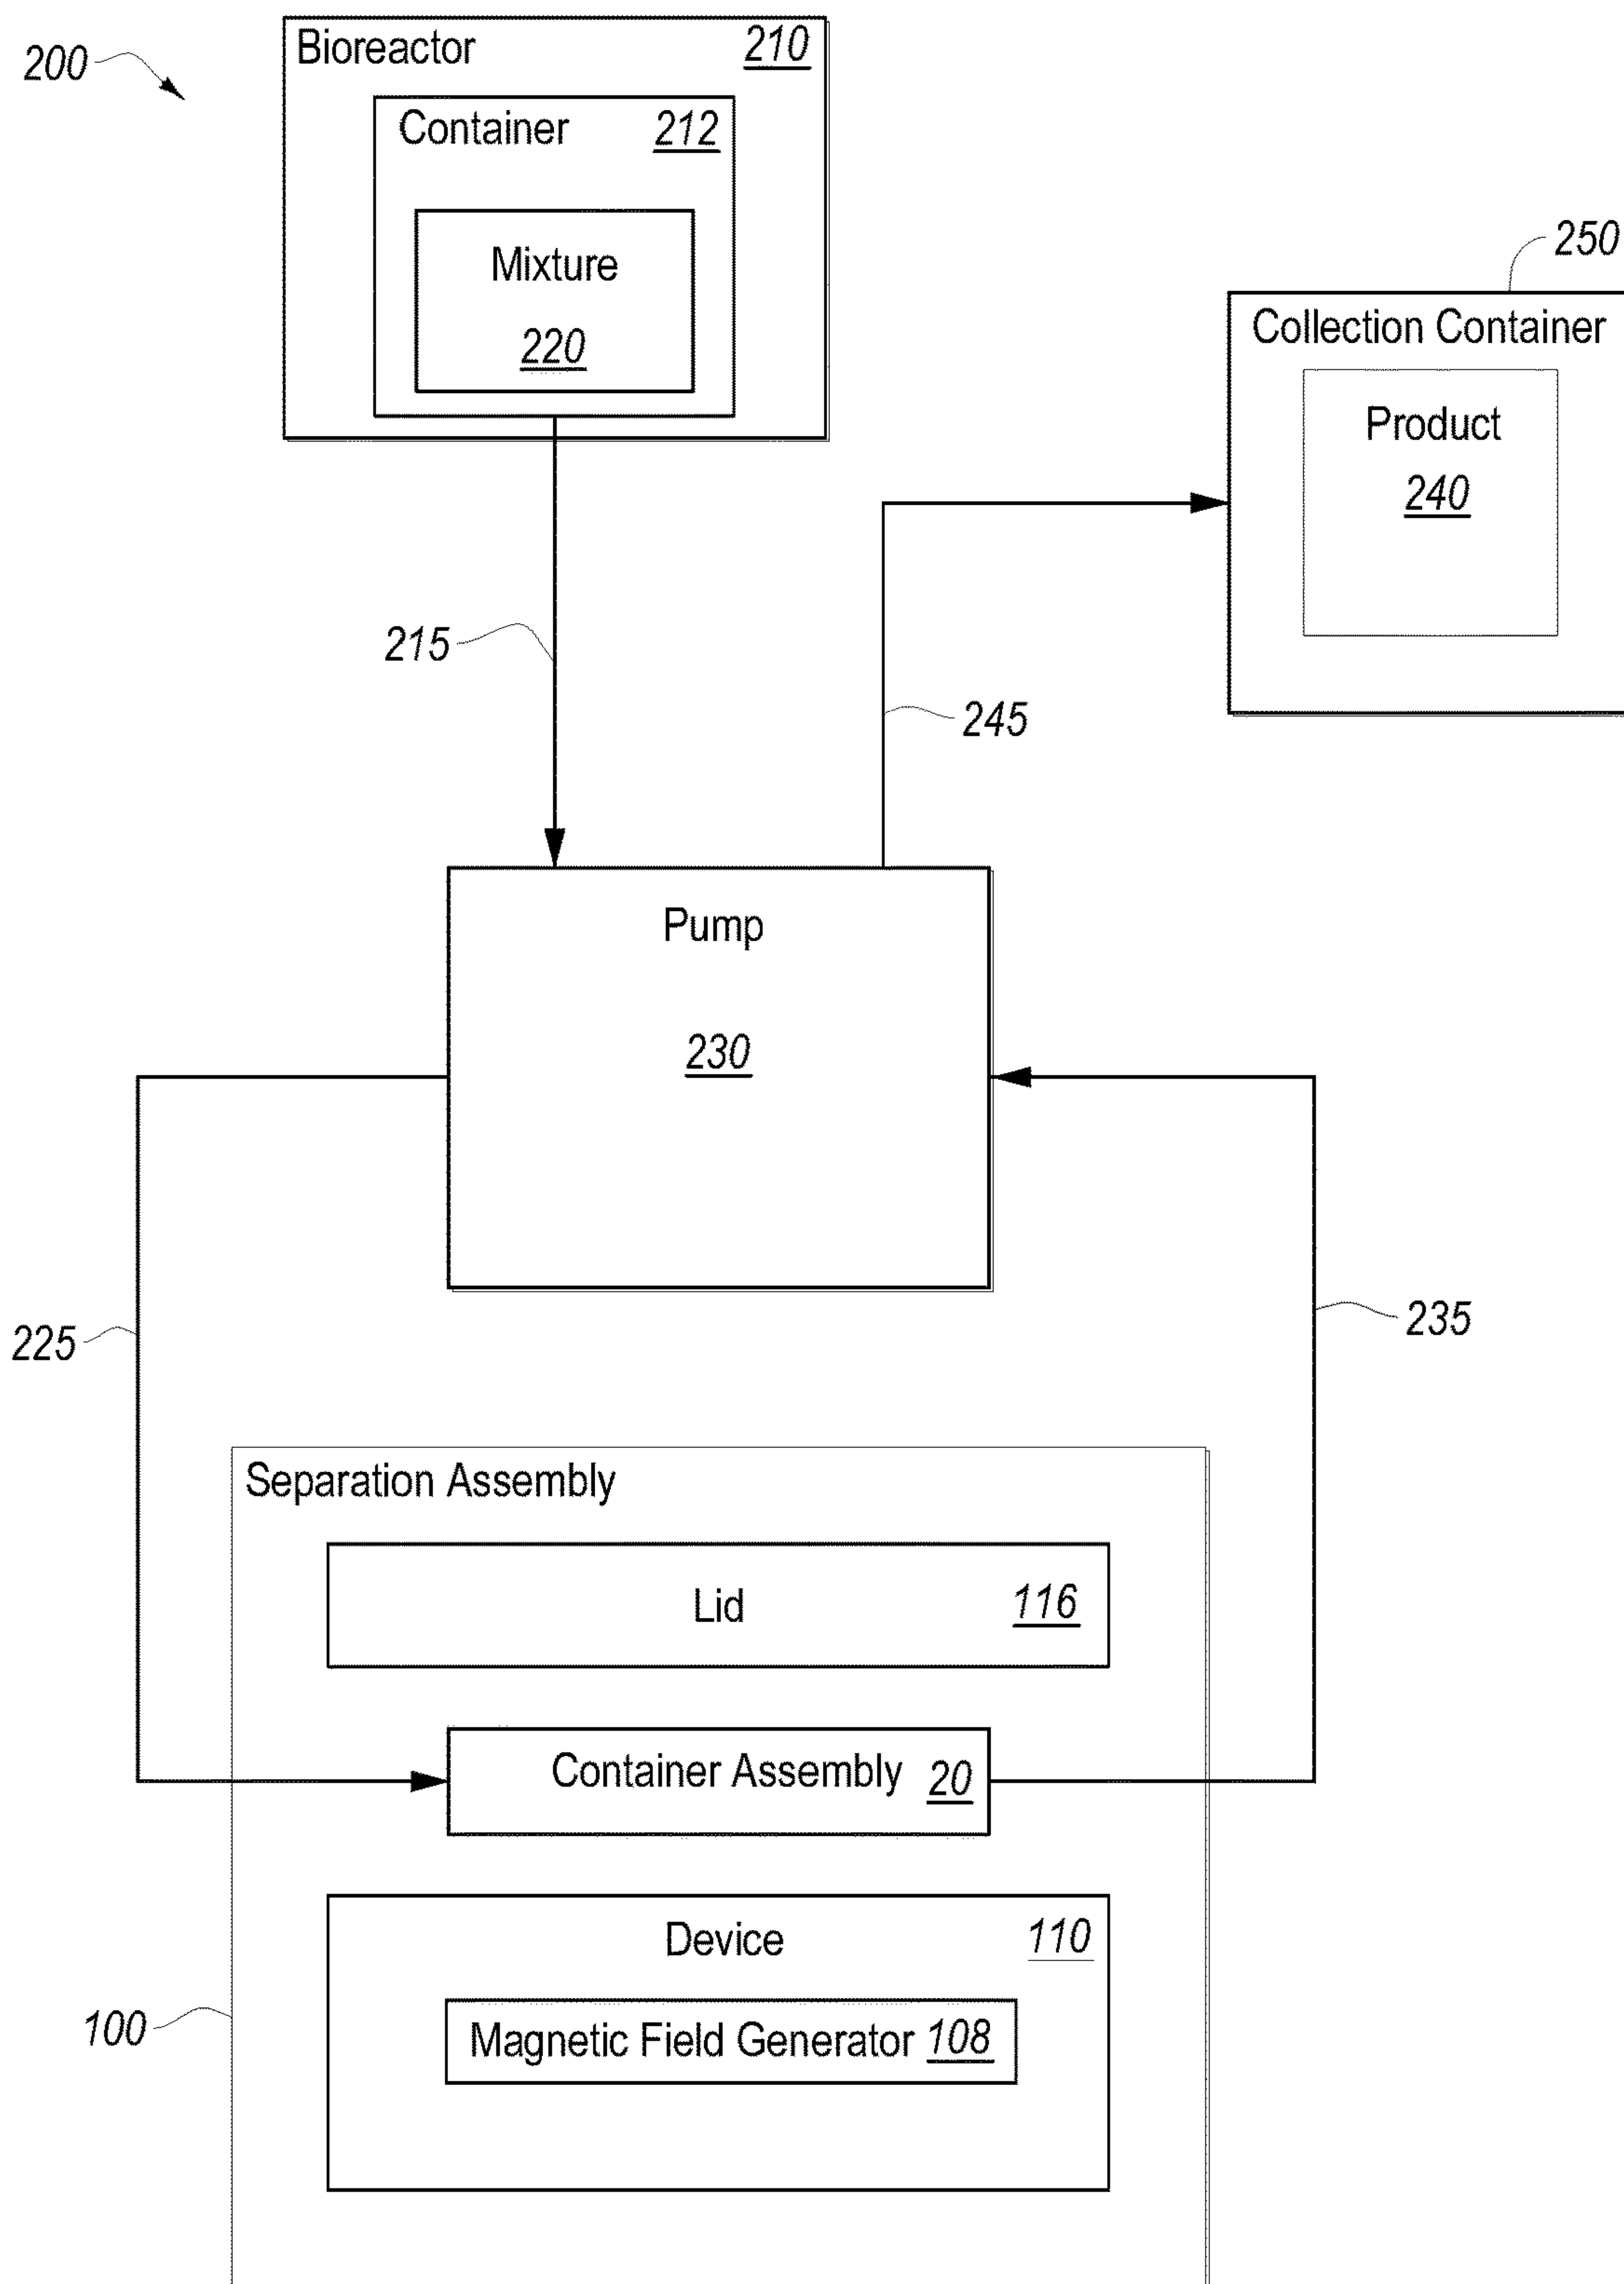 200
Bioreactor 210
Container 212
Mixture
220
250
Collection Container
Product
240
215
245
Pump
230
225
235
Separation Assembly
Lid 116
Container Assembly 20
Device 110
100
Magnetic Field Generator 108